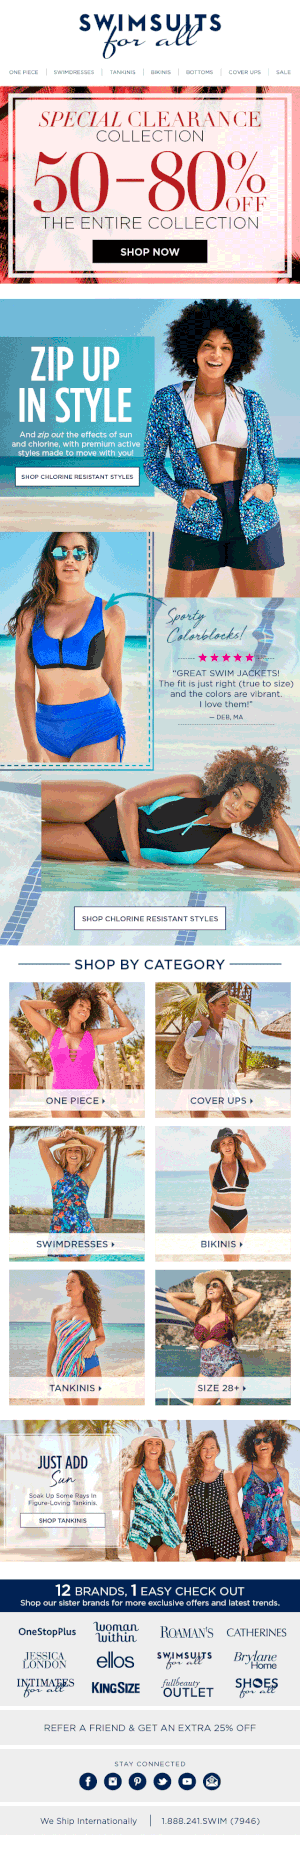 SWIMSUITS
for all
ONE PIECE | SWIMDRESSES | TANKINIS | BIKINIS | BOTTOMS | COVER UPS | SALE
SPECIAL CLEARANCE
COLLECTION
50–80% OFF
THE ENTIRE COLLECTION
SHOP NOW
ZIP UP
IN STYLE
And zip out the effects of sun
and chlorine, with premium active
styles made to move with you!
SHOP CHLORINE RESISTANT STYLES
Sporty
Colorblocks!
"GREAT SWIM JACKETS!
The fit is just right (true to size)
and the colors are vibrant.
I love them!"
— DEB, MA
SHOP CHLORINE RESISTANT STYLES
SHOP BY CATEGORY
ONE PIECE
COVER UPS
SWIMDRESSES
BIKINIS
TANKINIS
SIZE 28+
JUST ADD
Sun
Soak Up Some Rays In
Figure-Loving Tankinis.
SHOP TANKINIS
12 BRANDS, 1 EASY CHECK OUT
Shop our sister brands for more exclusive offers and latest trends.
OneStopPlus
woman within
ROAMAN'S
CATHERINES
JESSICA LONDON
ellos
SWIMSUITS for all
Brylane Home
INTIMATES for all
KINGSIZE
fullbeauty OUTLET
SHOES for all
REFER A FRIEND & GET AN EXTRA 25% OFF
STAY CONNECTED
We Ship Internationally | 1.888.241.SWIM (7946)